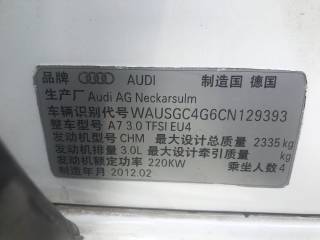 品牌 AUDI 制造国 德国
生产厂 Audi AG Neckarsulm
车辆识别代号 WAUSGC4G6CN129393
整车型号 A7 3.0 TFSI EU4
发动机型号 CHM 最大设计总质量 2335 kg
发动机排量 3.0L 最大设计牵引质量 kg
发动机额定功率 220KW 乘坐人数 4
制造年月 2012.02